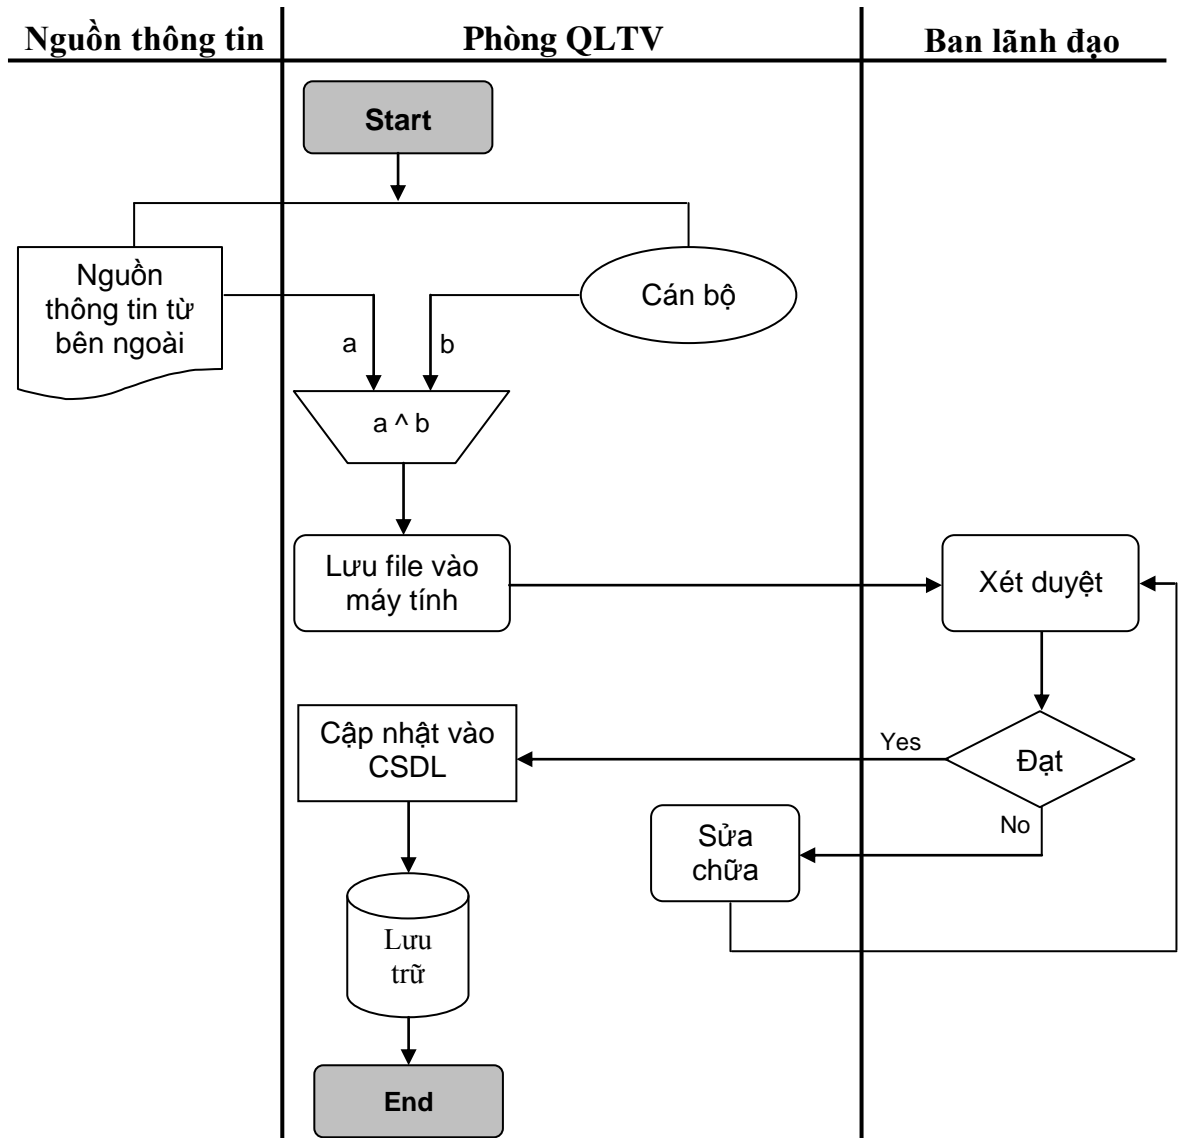 Nguồn thông tin
Phòng QLTV
Ban lãnh đạo
Start
Nguồn
thông tin từ
bên ngoài
Cán bộ
a
b
a ^ b
Lưu file vào
máy tính
Xét duyệt
Cập nhật vào
CSDL
Yes
Đạt
No
Sửa
chữa
Lưu
trữ
End